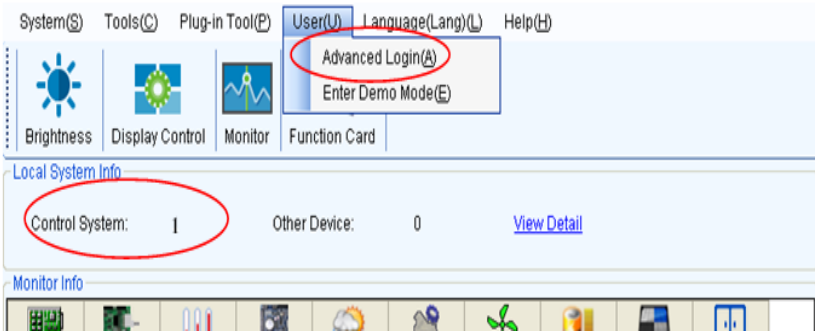 System(S) Tools(C) Plug-in Tool(P) User(U) Language(Lang)(L) Help(H)
Advanced Login(A)
Enter Demo Mode(E)
Brightness Display Control Monitor Function Card
Local System Info
Control System: 1 Other Device: 0 View Detail
Monitor Info